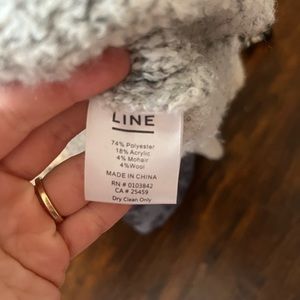 LINE
74% Polyester
18% Acrylic
4% Mohair
4%Wool
MADE IN CHINA
RN # 0103842
CA # 25459
Dry Clean Only